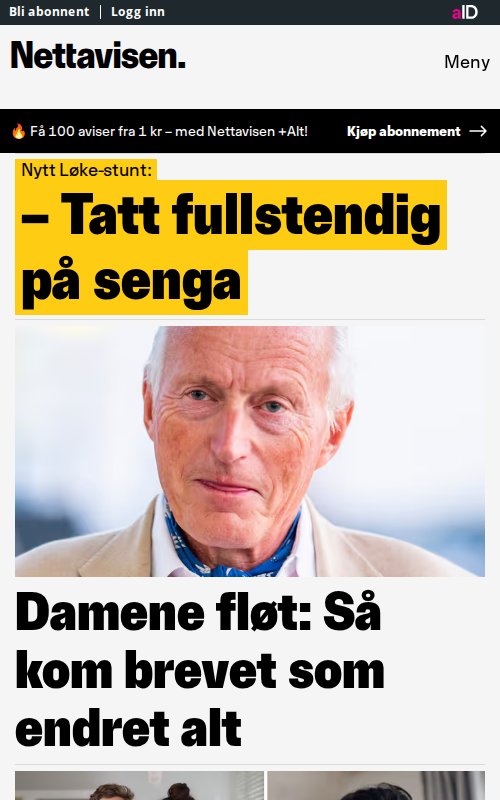 Bli abonnent | Logg inn
aID
Nettavisen.
Meny
🔥 Få 100 aviser fra 1 kr – med Nettavisen +Alt!
Kjøp abonnement →
Nytt Løke-stunt:
– Tatt fullstendig
på senga
Damene fløt: Så
kom brevet som
endret alt